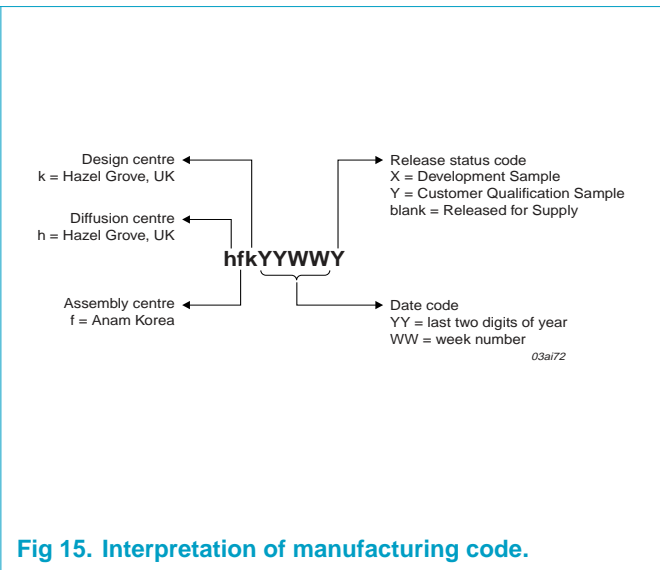 Design centre
k = Hazel Grove, UK
Diffusion centre
h = Hazel Grove, UK
Assembly centre
f = Anam Korea
hfkYYWWY
Release status code
X = Development Sample
Y = Customer Qualification Sample
blank = Released for Supply
Date code
YY = last two digits of year
WW = week number
03ai72
Fig 15. Interpretation of manufacturing code.